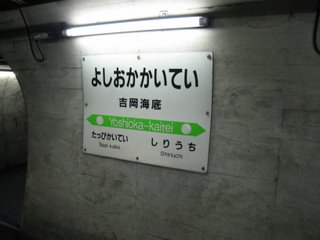 よしおかかいてい
吉岡海底
Yoshioka-kaitei
たっぴかいてい しりうち
Tappi-kaitei Shiriuchi